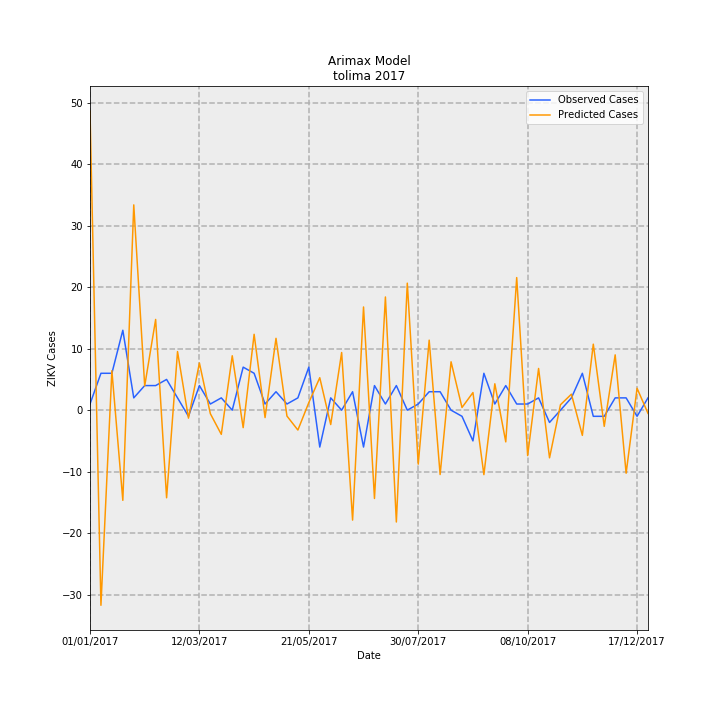 Arimax Model
tolima 2017
Observed Cases
Predicted Cases
ZIKV Cases
50
40
30
20
10
0
−10
−20
−30
01/01/2017
12/03/2017
21/05/2017
30/07/2017
08/10/2017
17/12/2017
Date